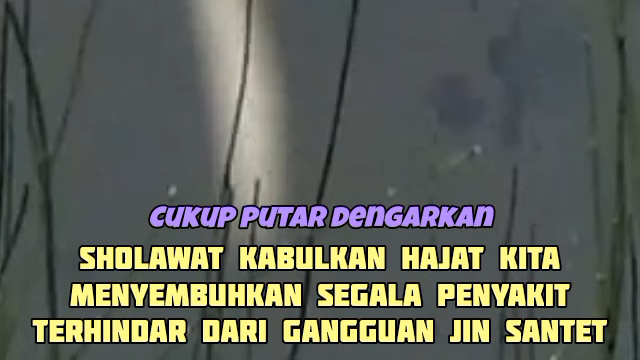 CUKUP PUTAR DENGARKAN
SHOLAWAT KABULKAN HAJAT KITA
MENYEMBUHKAN SEGALA PENYAKIT
TERHINDAR DARI GANGGUAN JIN SANTET